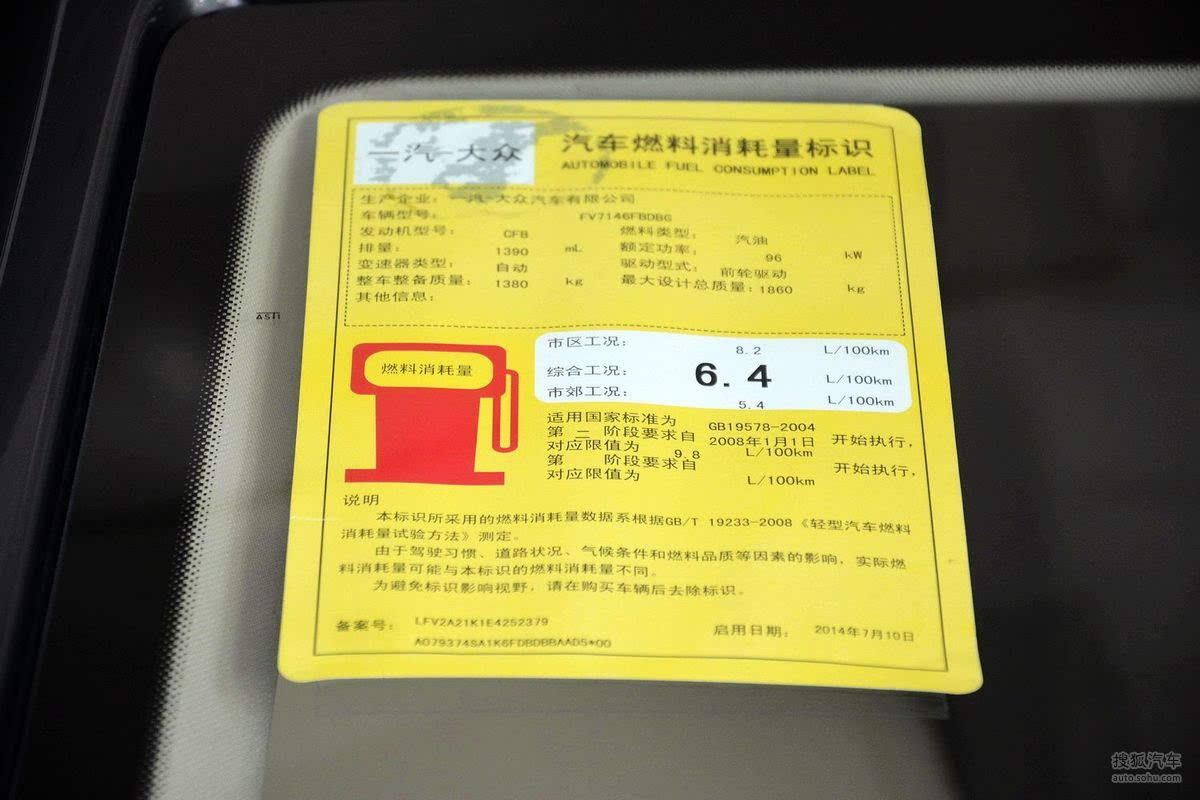 一汽-大众
汽车燃料消耗量标识
AUTOMOBILE FUEL CONSUMPTION LABEL
生产企业: 一汽-大众汽车有限公司
车辆型号: FV7146FBDBG
发动机型号: CFB 燃料类型: 汽油
排量: 1390 mL 额定功率: 96 kW
变速器类型: 自动 驱动型式: 前轮驱动
整车整备质量: 1380 kg 最大设计总质量: 1860 kg
其他信息:
ASTi
燃料消耗量
市区工况: 8.2 L/100km
综合工况: 6.4 L/100km
市郊工况: 5.4 L/100km
适用国家标准为 GB19578-2004
第 二 阶段要求自 2008年1月1日 开始执行,
对应限值为 9.8 L/100km
第 阶段要求自 开始执行,
对应限值为 L/100km
说明
本标识所采用的燃料消耗量数据系根据GB/T 19233-2008《轻型汽车燃料
消耗量试验方法》测定。
由于驾驶习惯、道路状况、气候条件和燃料品质等因素的影响,实际燃
料消耗量可能与本标识的燃料消耗量不同。
为避免标识影响视野,请在购买车辆后去除标识。
备案号: LFV2A21K1E4252379 启用日期: 2014年7月10日
A079374SA1K6FDBDBBAAD5*00
搜狐汽车
auto.sohu.com